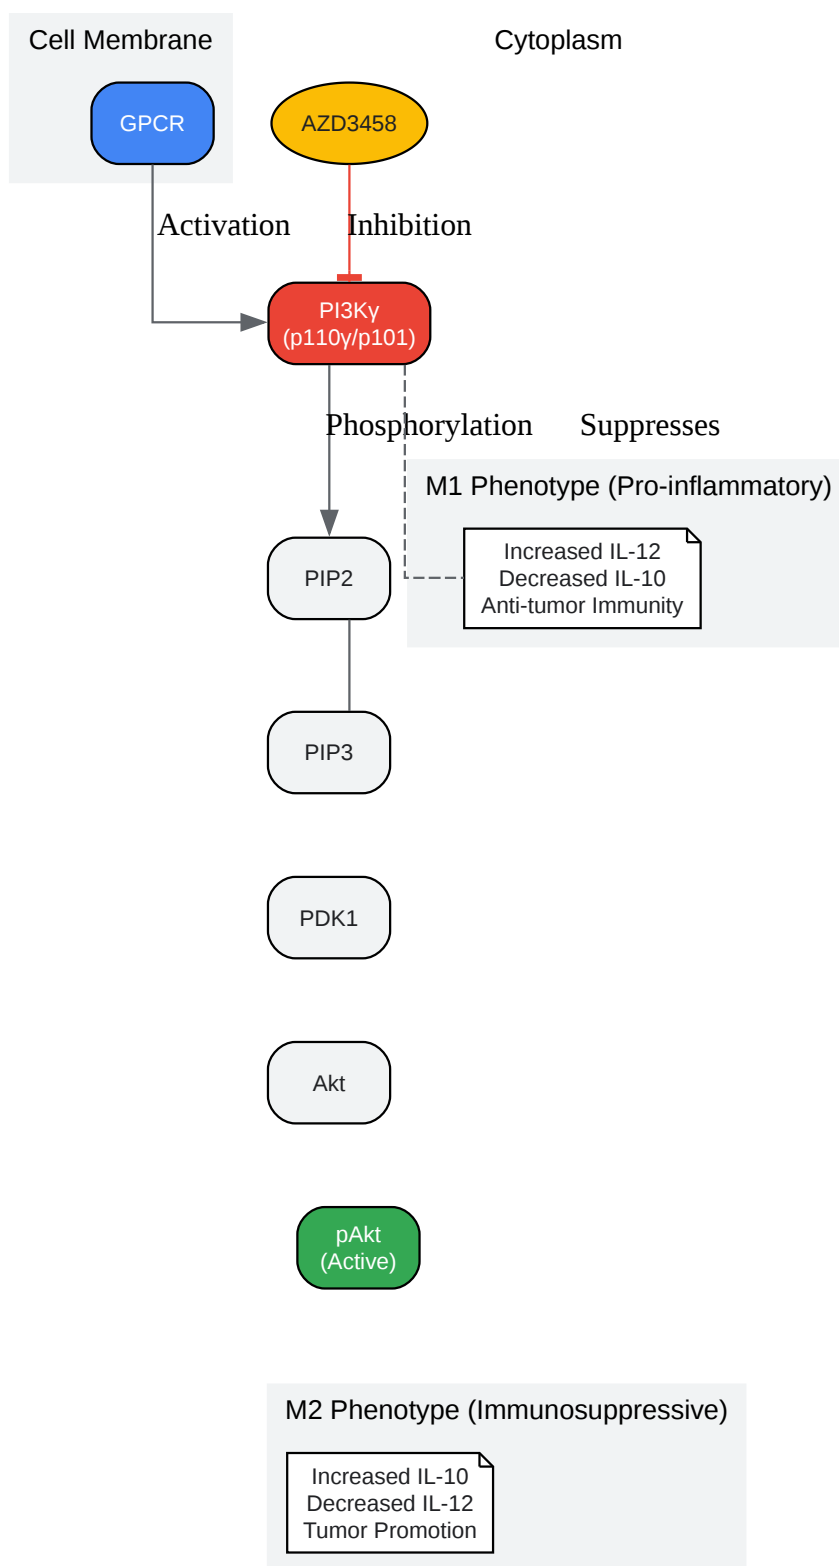 Cell Membrane
Cytoplasm
GPCR
AZD3458
Activation
Inhibition
PI3Kγ
(p110γ/p101)
Phosphorylation
Suppresses
M1 Phenotype (Pro-inflammatory)
Increased IL-12
Decreased IL-10
Anti-tumor Immunity
PIP2
PIP3
PDK1
Akt
pAkt
(Active)
M2 Phenotype (Immunosuppressive)
Increased IL-10
Decreased IL-12
Tumor Promotion